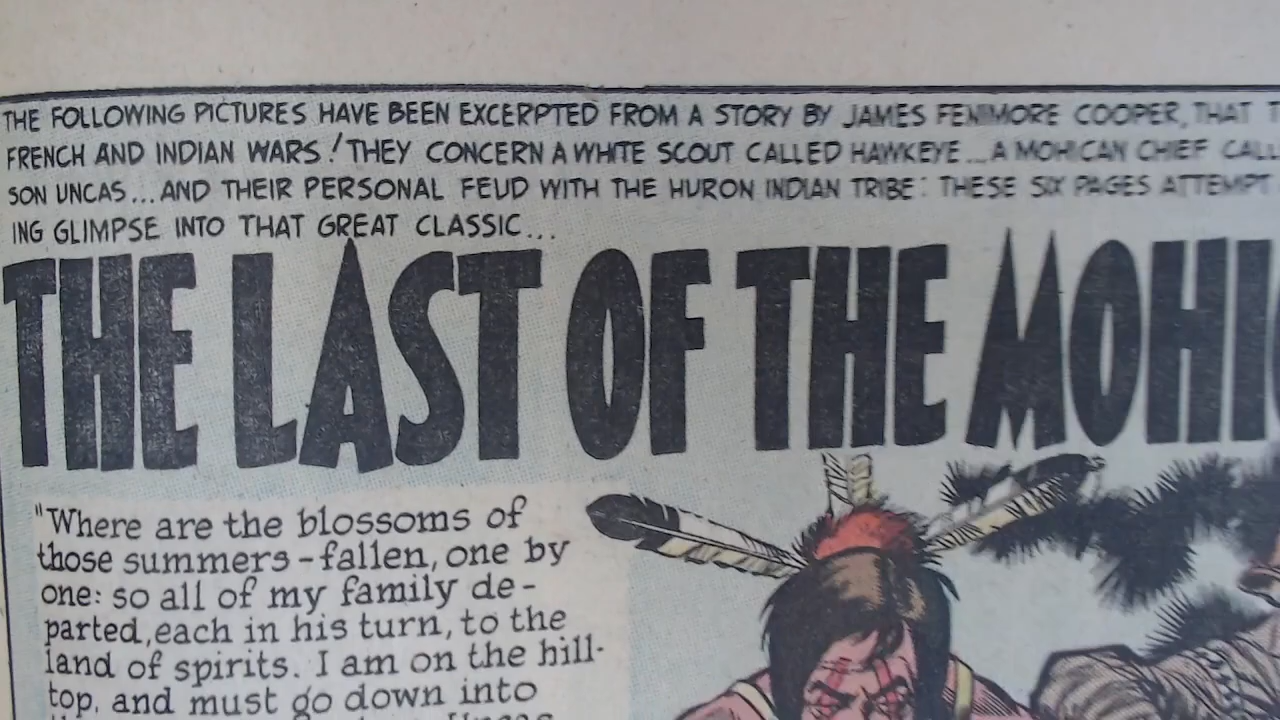 THE FOLLOWING PICTURES HAVE BEEN EXCERPTED FROM A STORY BY JAMES FENIMORE COOPER, THAT
FRENCH AND INDIAN WARS! THEY CONCERN A WHITE SCOUT CALLED HAWKEYE... A MOHICAN CHIEF
SON UNCAS... AND THEIR PERSONAL FEUD WITH THE HURON INDIAN TRIBE: THESE SIX PAGES ATTEMPT
ING GLIMPSE INTO THAT GREAT CLASSIC...
THE LAST OF THE MOHIC
"Where are the blossoms of
those summers - fallen, one by
one: so all of my family de-
parted, each in his turn, to the
land of spirits. I am on the hill-
top, and must go down into